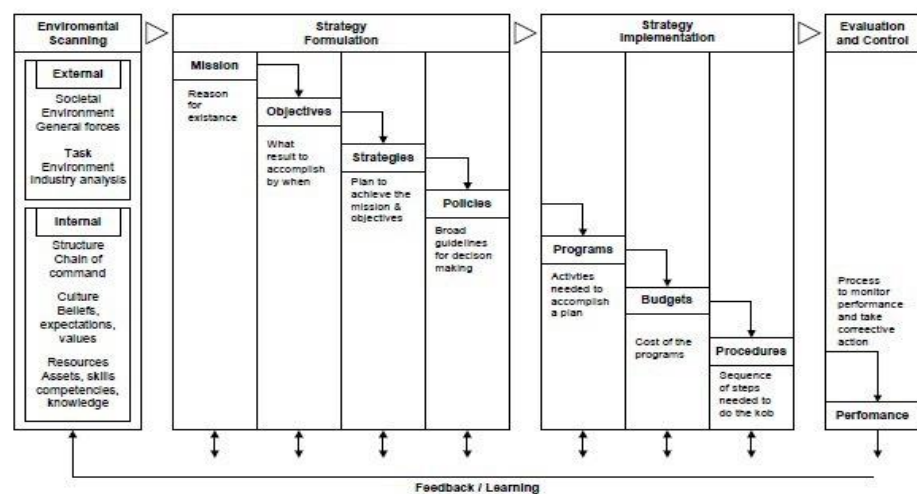 Enviromental
Scanning
External
Societal
Environment
General forces
Task
Environment
Industry analysis
Internal
Structure
Chain of
command
Culture
Beliefs,
expectations,
values
Resources
Assets, skills
competencies,
knowledge
Strategy
Formulation
Mission
Reason
for
existance
Objectives
What
result to
accomplish
by when
Strategies
Plan to
achieve the
mission &
objectives
Policies
Broad
guidelines
for decison
making
Strategy
Implementation
Programs
Activties
needed to
accomplish
a plan
Budgets
Cost of the
programs
Procedures
Sequence
of steps
needed to
do the kob
Evaluation
and Control
Process
to monitor
performance
and take
correective
action
Perfomance
Feedback / Learning